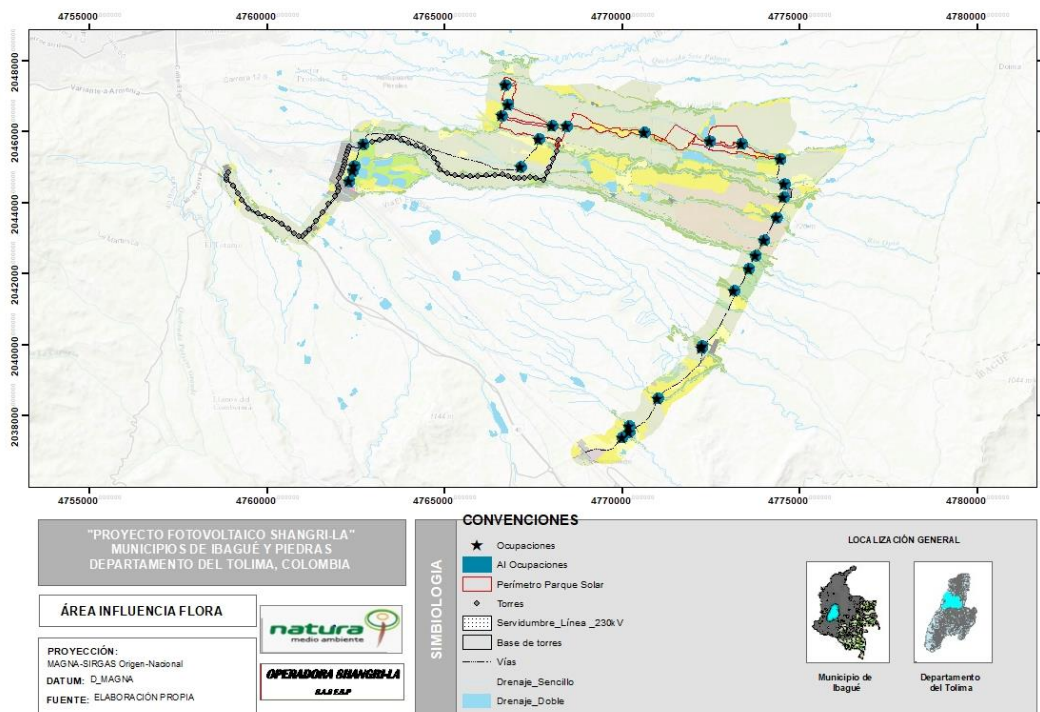 4755000 4760000 4765000 4770000 4775000 4780000
2048000
2046000
2044000
2042000
2040000
2038000
4755000 4760000 4765000 4770000 4775000 4780000
"PROYECTO FOTOVOLTAICO SHANGRI-LA"
MUNICIPIOS DE IBAGUÉ Y PIEDRAS
DEPARTAMENTO DEL TOLIMA, COLOMBIA
ÁREA INFLUENCIA FLORA
PROYECCIÓN:
MAGNA-SIRGAS Origen-Nacional
DATUM: D_MAGNA
FUENTE: ELABORACIÓN PROPIA
natura
medio ambiente
OPERADORA SHANGRI-LA
S.A.S E.S.P
SIMBIOLOGIA
CONVENCIONES
Ocupaciones
AI Ocupaciones
Perímetro Parque Solar
Torres
Servidumbre_Línea _230kV
Base de torres
Vías
Drenaje_Sencillo
Drenaje_Doble
LOCALIZACIÓN GENERAL
Municipio de
Ibagué
Departamento
del Tolima